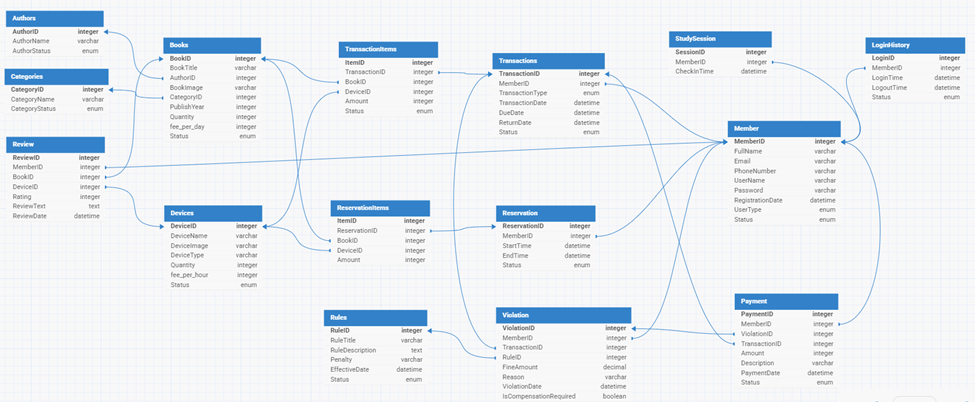 Authors
AuthorID integer
AuthorName varchar
AuthorStatus enum
Categories
CategoryID integer
CategoryName varchar
CategoryStatus enum
Review
ReviewID integer
MemberID integer
BookID integer
DeviceID integer
Rating integer
ReviewText text
ReviewDate datetime
Books
BookID integer
BookTitle varchar
AuthorID integer
BookImage varchar
CategoryID integer
PublishYear integer
Quantity integer
fee_per_day integer
Status enum
Devices
DeviceID integer
DeviceName varchar
DeviceImage varchar
DeviceType varchar
Quantity integer
fee_per_hour integer
Status enum
TransactionItems
ItemID integer
TransactionID integer
BookID integer
DeviceID integer
Amount integer
Status enum
ReservationItems
ItemID integer
ReservationID integer
BookID integer
DeviceID integer
Amount integer
Rules
RuleID integer
RuleTitle varchar
RuleDescription text
Penalty varchar
EffectiveDate datetime
Status enum
Transactions
TransactionID integer
MemberID integer
TransactionType enum
TransactionDate datetime
DueDate datetime
ReturnDate datetime
Status enum
Reservation
ReservationID integer
MemberID integer
StartTime datetime
EndTime datetime
Status enum
Violation
ViolationID integer
MemberID integer
TransactionID integer
RuleID integer
FineAmount decimal
Reason varchar
ViolationDate datetime
IsCompensationRequired boolean
StudySession
SessionID integer
MemberID integer
CheckInTime datetime
Member
MemberID integer
FullName varchar
Email varchar
PhoneNumber varchar
UserName varchar
Password varchar
RegistrationDate datetime
UserType enum
Status enum
Payment
PaymentID integer
MemberID integer
ViolationID integer
TransactionID integer
Amount integer
Description varchar
PaymentDate datetime
Status enum
LoginHistory
LoginID integer
MemberID integer
LoginTime datetime
LogoutTime datetime
Status enum